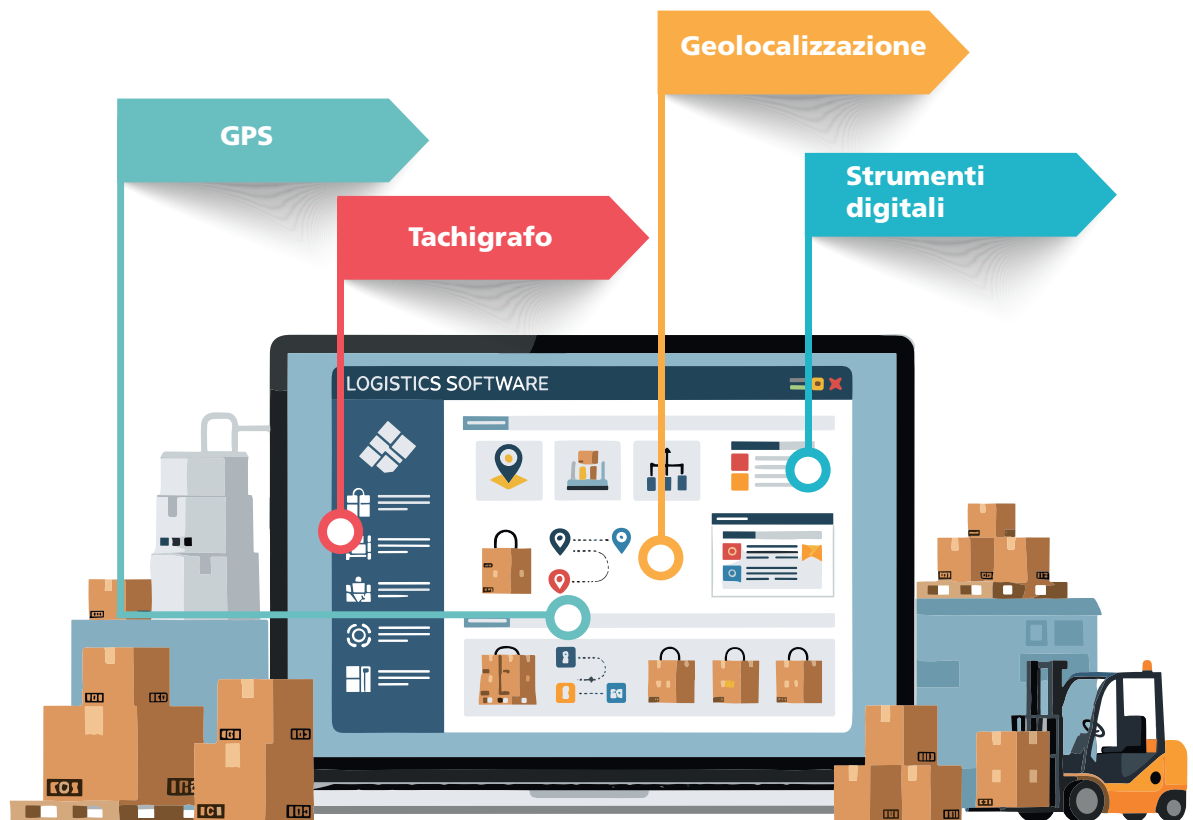 Geolocalizzazione
GPS
Strumenti
digitali
Tachigrafo
LOGISTICS SOFTWARE